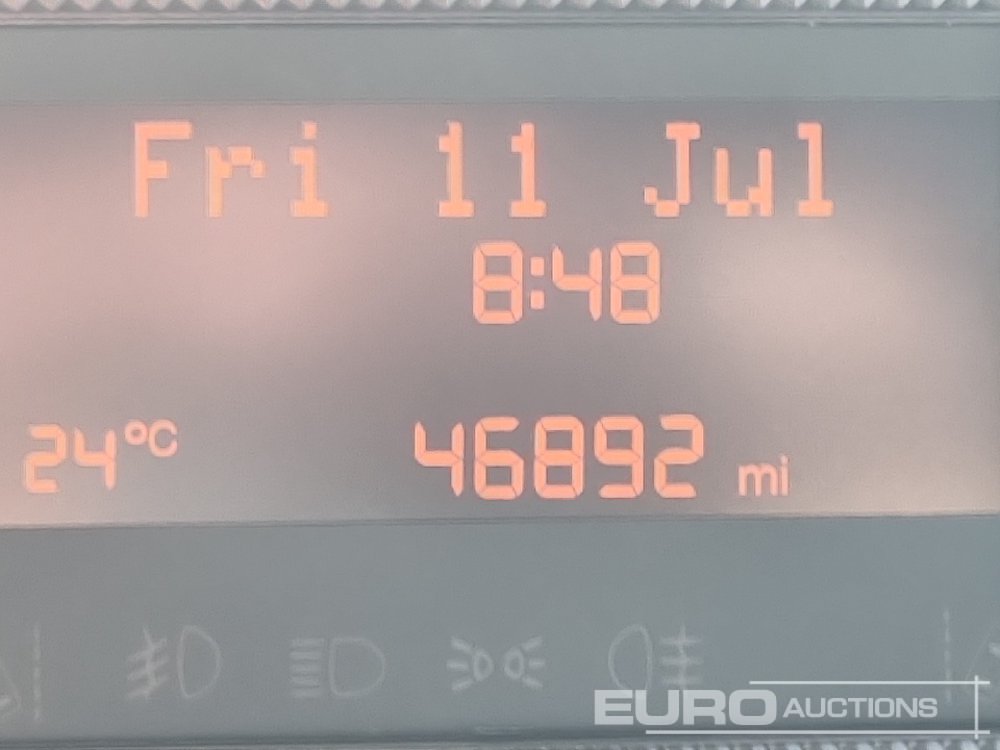 Fri 11 Jul
8:48
24°C 46892 mi
EURO AUCTIONS